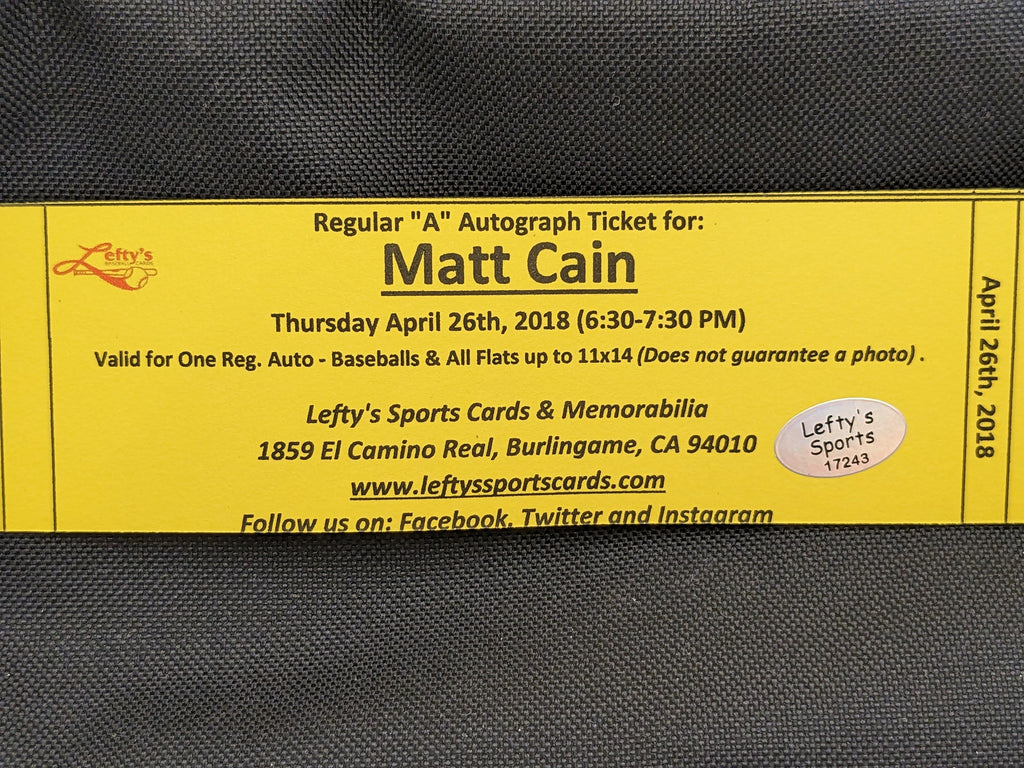 Regular "A" Autograph Ticket for:
Matt Cain
Lefty's
BASEBALL CARDS
Thursday April 26th, 2018 (6:30-7:30 PM)
Valid for One Reg. Auto - Baseballs & All Flats up to 11x14 (Does not guarantee a photo) .
Lefty's Sports Cards & Memorabilia
1859 El Camino Real, Burlingame, CA 94010
www.leftyssportscards.com
Follow us on: Facebook, Twitter and Instagram
Lefty's
Sports
17243
April 26th, 2018